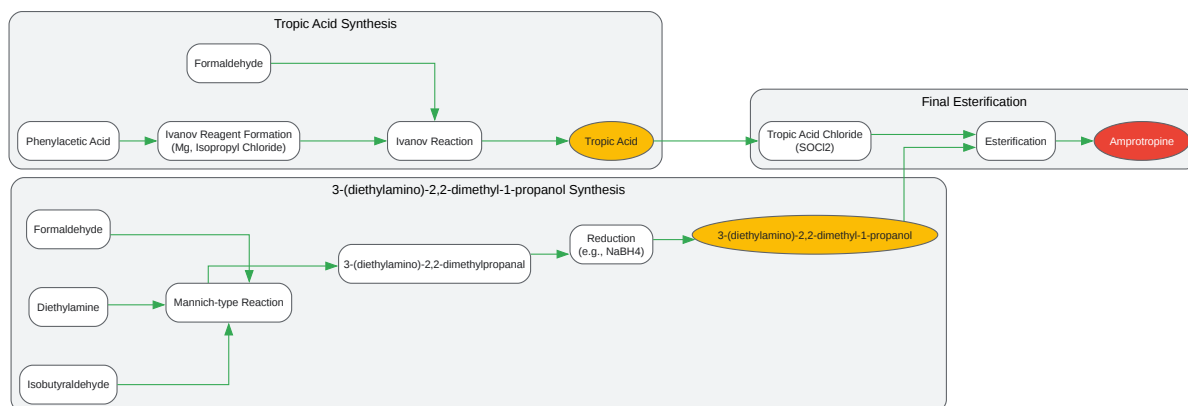 Tropic Acid Synthesis
Formaldehyde
Phenylacetic Acid
Ivanov Reagent Formation
(Mg, Isopropyl Chloride)
Ivanov Reaction
Tropic Acid
Final Esterification
Tropic Acid Chloride
(SOCl2)
Esterification
Amprotropine
3-(diethylamino)-2,2-dimethyl-1-propanol Synthesis
Formaldehyde
Diethylamine
Isobutyraldehyde
Mannich-type Reaction
3-(diethylamino)-2,2-dimethylpropanal
Reduction
(e.g., NaBH4)
3-(diethylamino)-2,2-dimethyl-1-propanol